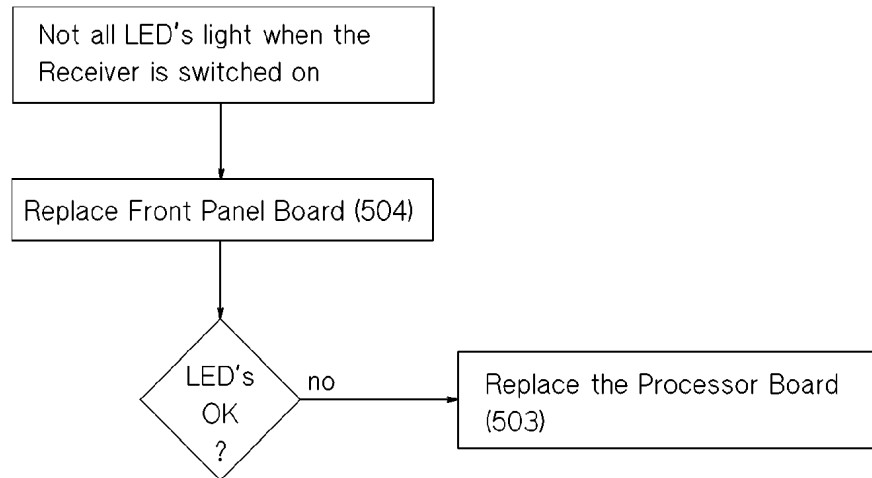 Not all LED's light when the
Receiver is switched on
Replace Front Panel Board (504)
LED's
OK
?
no
Replace the Processor Board
(503)